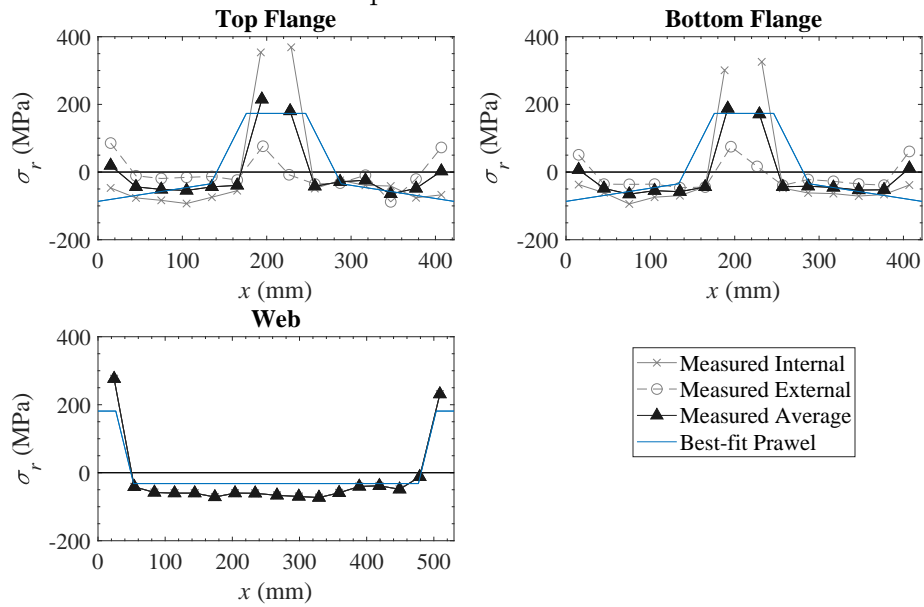 Top Flange
400
200
0
-200
σr (MPa)
0 100 200 300 400
x (mm)
Bottom Flange
400
200
0
-200
σr (MPa)
0 100 200 300 400
x (mm)
Web
400
200
0
-200
σr (MPa)
0 100 200 300 400 500
x (mm)
Measured Internal
Measured External
Measured Average
Best-fit Prawel